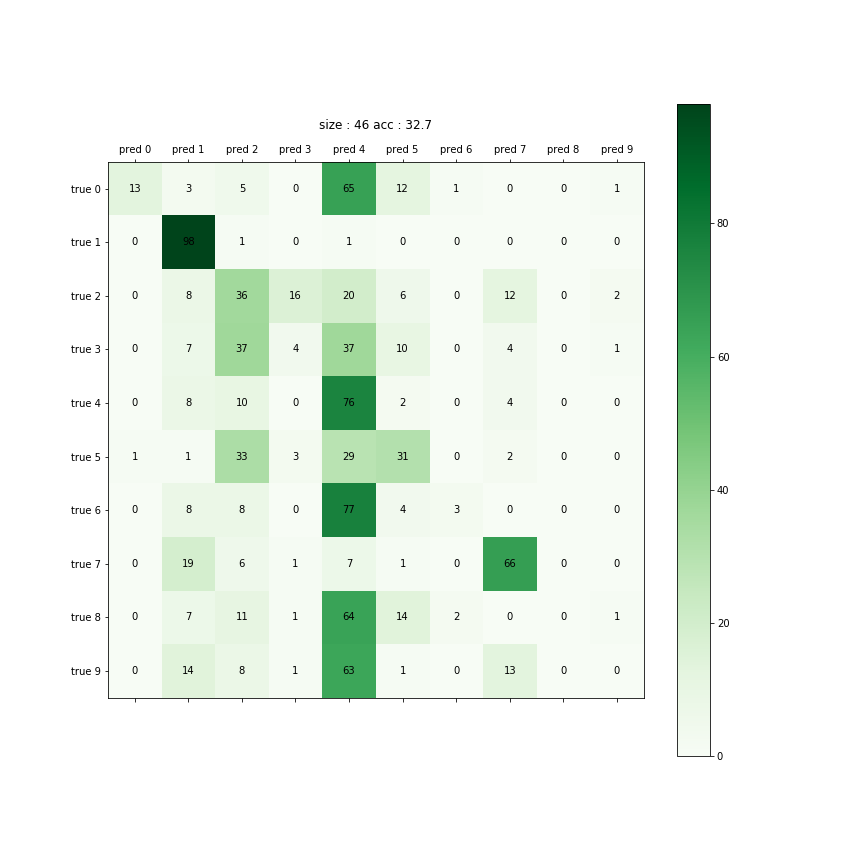 size : 46 acc : 32.7
pred 0 pred 1 pred 2 pred 3 pred 4 pred 5 pred 6 pred 7 pred 8 pred 9
true 0 13 3 5 0 65 12 1 0 0 1
true 1 0 98 1 0 1 0 0 0 0 0
true 2 0 8 36 16 20 6 0 12 0 2
true 3 0 7 37 4 37 10 0 4 0 1
true 4 0 8 10 0 76 2 0 4 0 0
true 5 1 1 33 3 29 31 0 2 0 0
true 6 0 8 8 0 77 4 3 0 0 0
true 7 0 19 6 1 7 1 0 66 0 0
true 8 0 7 11 1 64 14 2 0 0 1
true 9 0 14 8 1 63 1 0 13 0 0
80
60
40
20
0